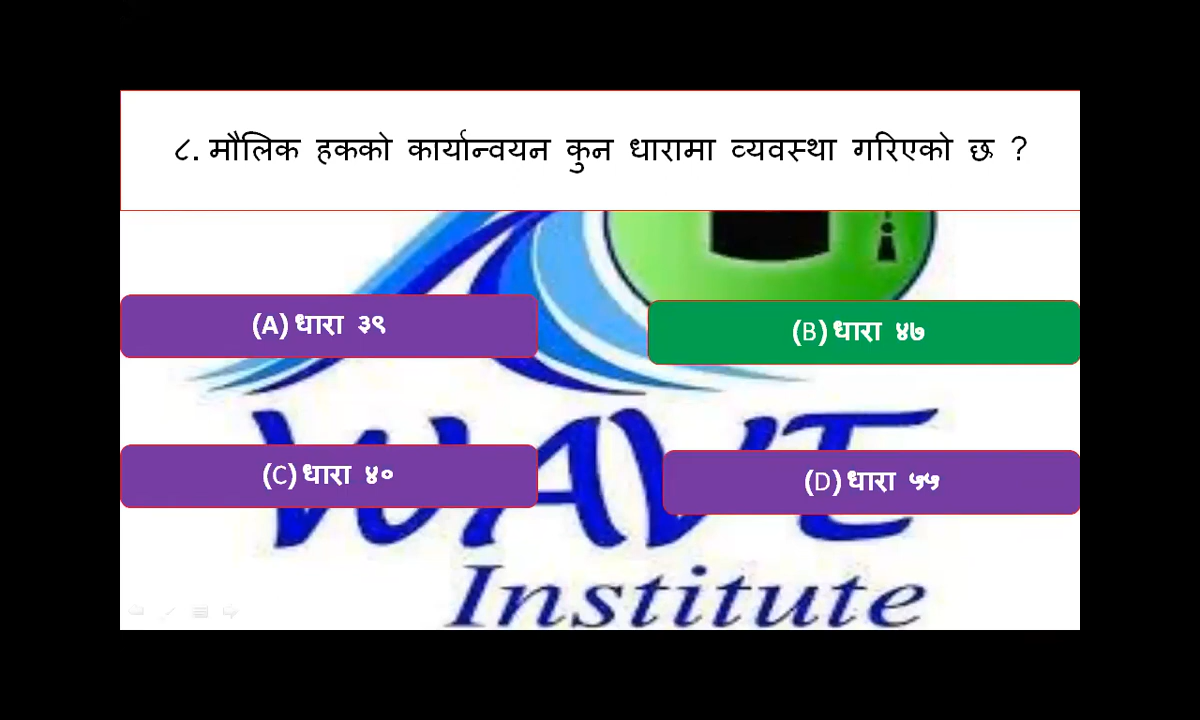 ८. मौलिक हकको कार्यान्वयन कुन धारामा व्यवस्था गरिएको छ ?
(A) धारा ३९
(B) धारा ४७
(C) धारा ४०
(D) धारा ५५
WAVE
Institute